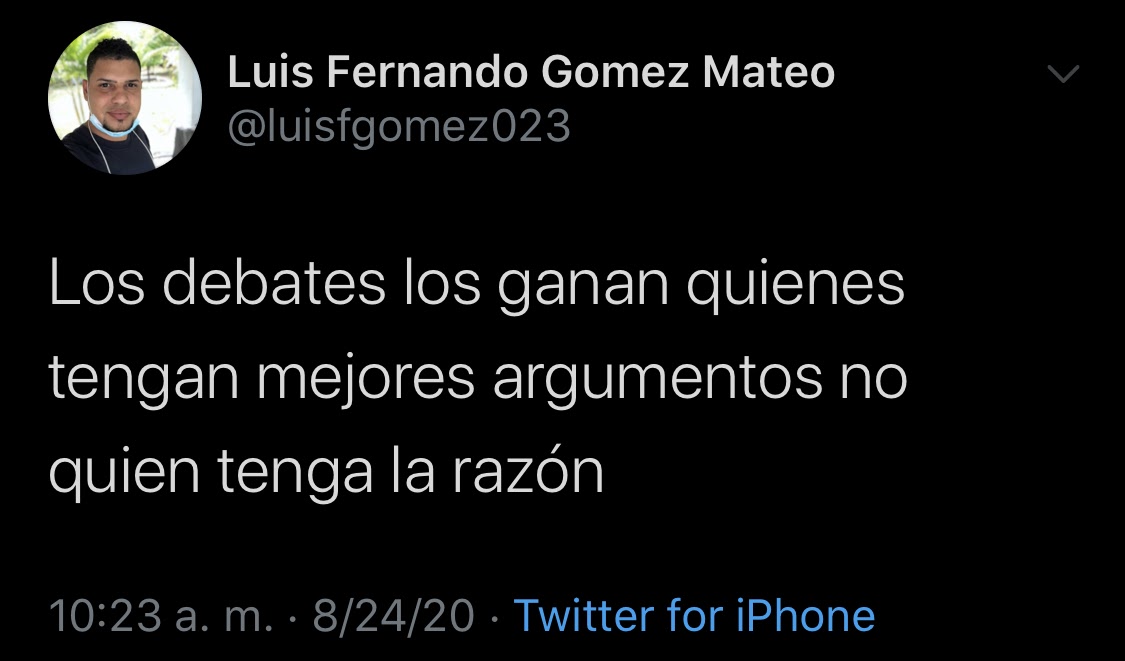 Luis Fernando Gomez Mateo
@luisfgomez023
Los debates los ganan quienes
tengan mejores argumentos no
quien tenga la razón
10:23 a. m. · 8/24/20 · Twitter for iPhone